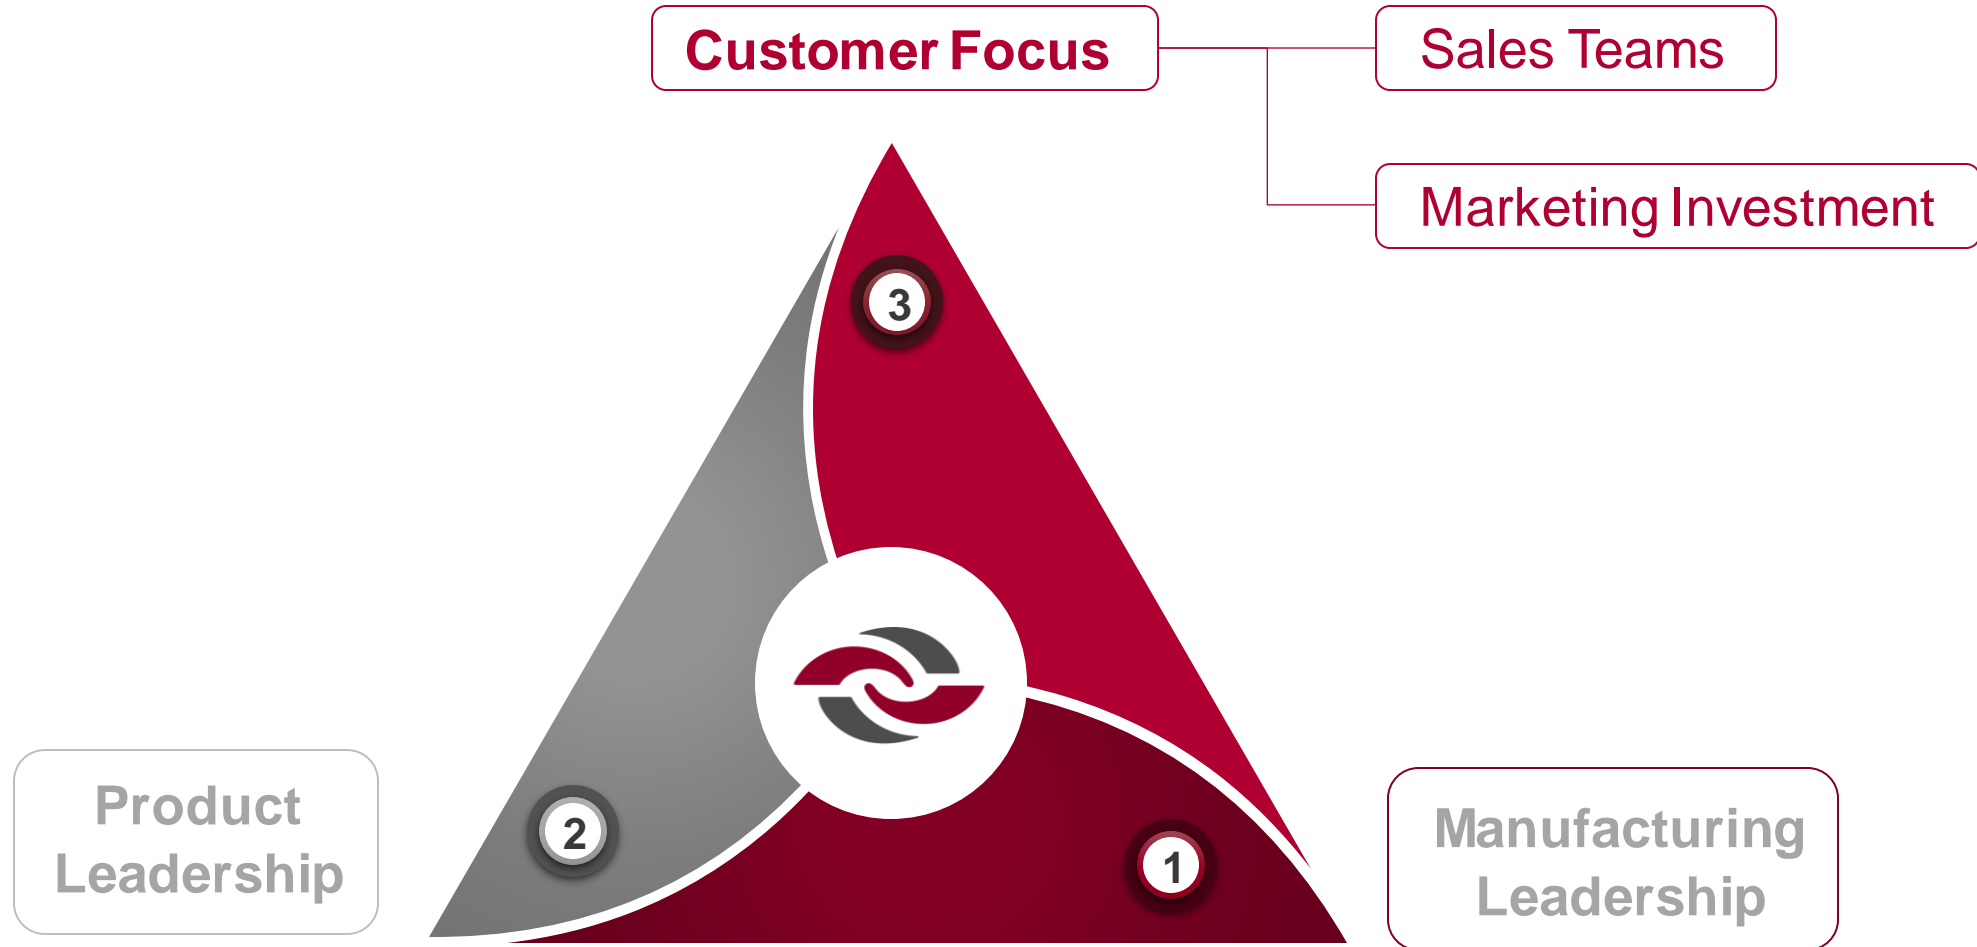 Customer Focus
Sales Teams
Marketing Investment
3
Product
Leadership
2
1
Manufacturing
Leadership